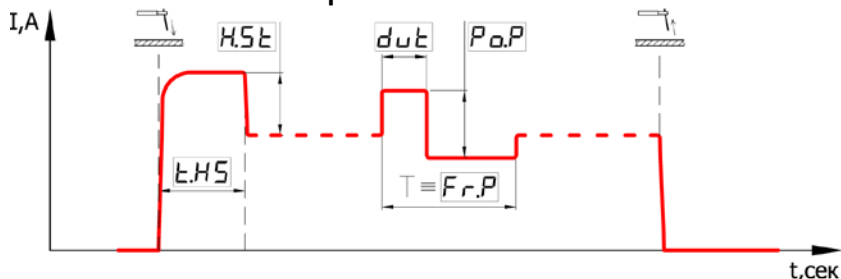 I,A
H.St
dut
Po.P
t.HS
T ≡ Fr.P
t,сек